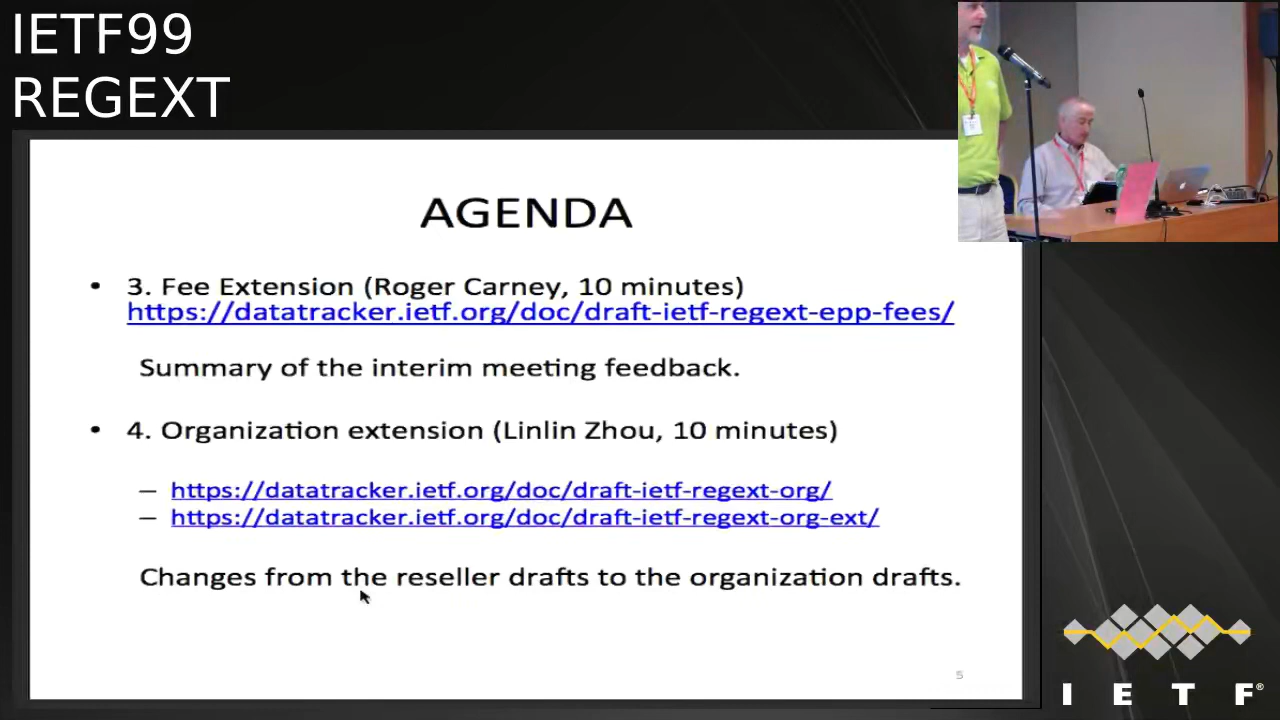 IETF99
REGEXT
AGENDA
• 3. Fee Extension (Roger Carney, 10 minutes)
https://datatracker.ietf.org/doc/draft-ietf-regext-epp-fees/
Summary of the interim meeting feedback.
• 4. Organization extension (Linlin Zhou, 10 minutes)
– https://datatracker.ietf.org/doc/draft-ietf-regext-org/
– https://datatracker.ietf.org/doc/draft-ietf-regext-org-ext/
Changes from the reseller drafts to the organization drafts.
5
I E T F®